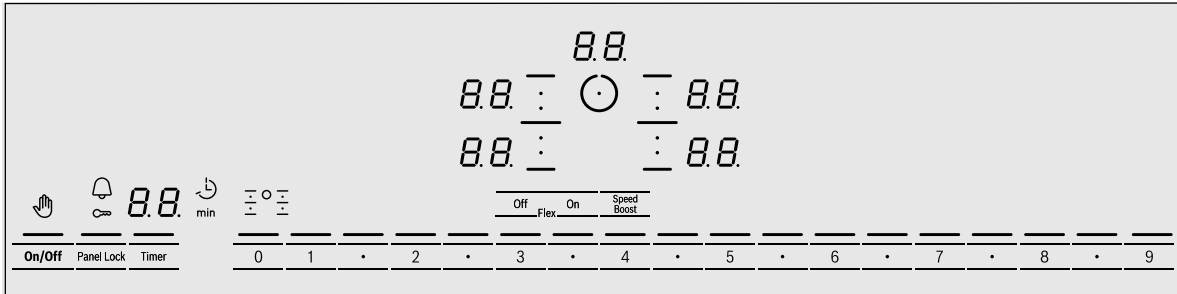 8.8.
8.8. 8.8.
8.8. 8.8.
8.8. min
Off Flex On Speed Boost
On/Off Panel Lock Timer 0 1 · 2 · 3 · 4 · 5 · 6 · 7 · 8 · 9